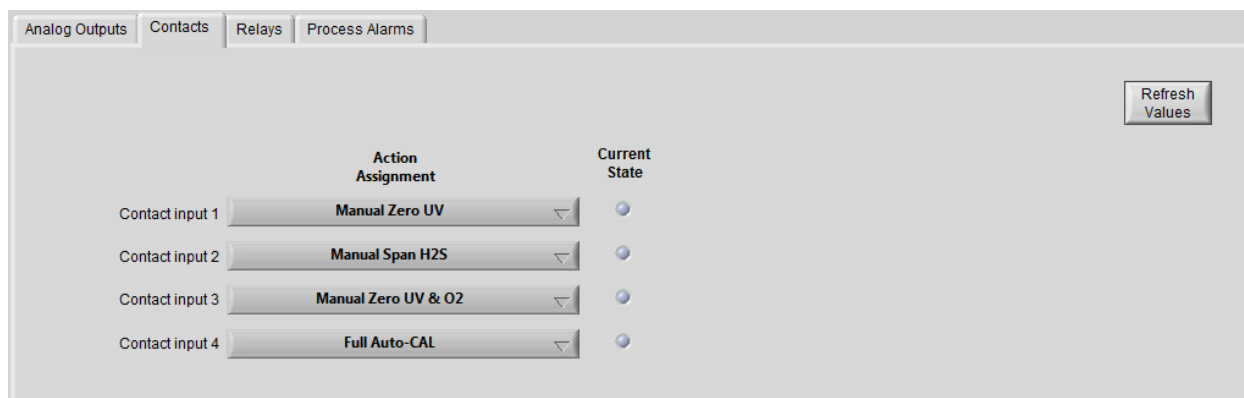 Analog Outputs Contacts Relays Process Alarms
Refresh
Values
Action
Assignment
Current
State
Contact input 1 Manual Zero UV
Contact input 2 Manual Span H2S
Contact input 3 Manual Zero UV & O2
Contact input 4 Full Auto-CAL